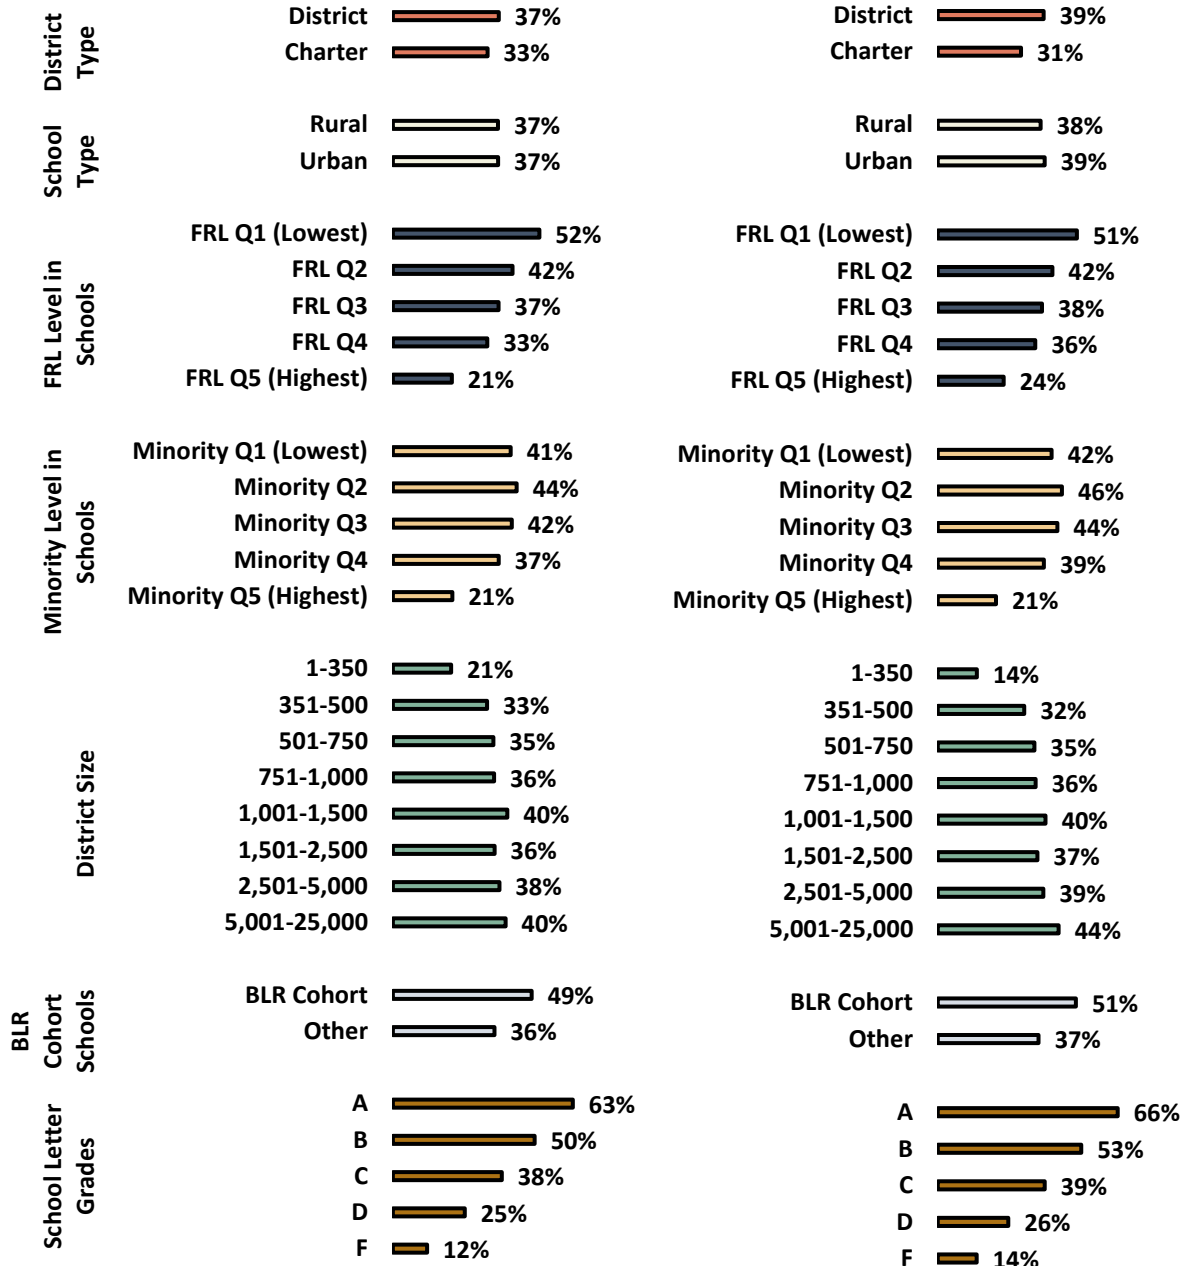 District Type
District 37%
Charter 33%
District 39%
Charter 31%
School Type
Rural 37%
Urban 37%
Rural 38%
Urban 39%
FRL Level in Schools
FRL Q1 (Lowest) 52%
FRL Q2 42%
FRL Q3 37%
FRL Q4 33%
FRL Q5 (Highest) 21%
FRL Q1 (Lowest) 51%
FRL Q2 42%
FRL Q3 38%
FRL Q4 36%
FRL Q5 (Highest) 24%
Minority Level in Schools
Minority Q1 (Lowest) 41%
Minority Q2 44%
Minority Q3 42%
Minority Q4 37%
Minority Q5 (Highest) 21%
Minority Q1 (Lowest) 42%
Minority Q2 46%
Minority Q3 44%
Minority Q4 39%
Minority Q5 (Highest) 21%
District Size
1-350 21%
351-500 33%
501-750 35%
751-1,000 36%
1,001-1,500 40%
1,501-2,500 36%
2,501-5,000 38%
5,001-25,000 40%
1-350 14%
351-500 32%
501-750 35%
751-1,000 36%
1,001-1,500 40%
1,501-2,500 37%
2,501-5,000 39%
5,001-25,000 44%
BLR Cohort Schools
BLR Cohort 49%
Other 36%
BLR Cohort 51%
Other 37%
School Letter Grades
A 63%
B 50%
C 38%
D 25%
F 12%
A 66%
B 53%
C 39%
D 26%
F 14%